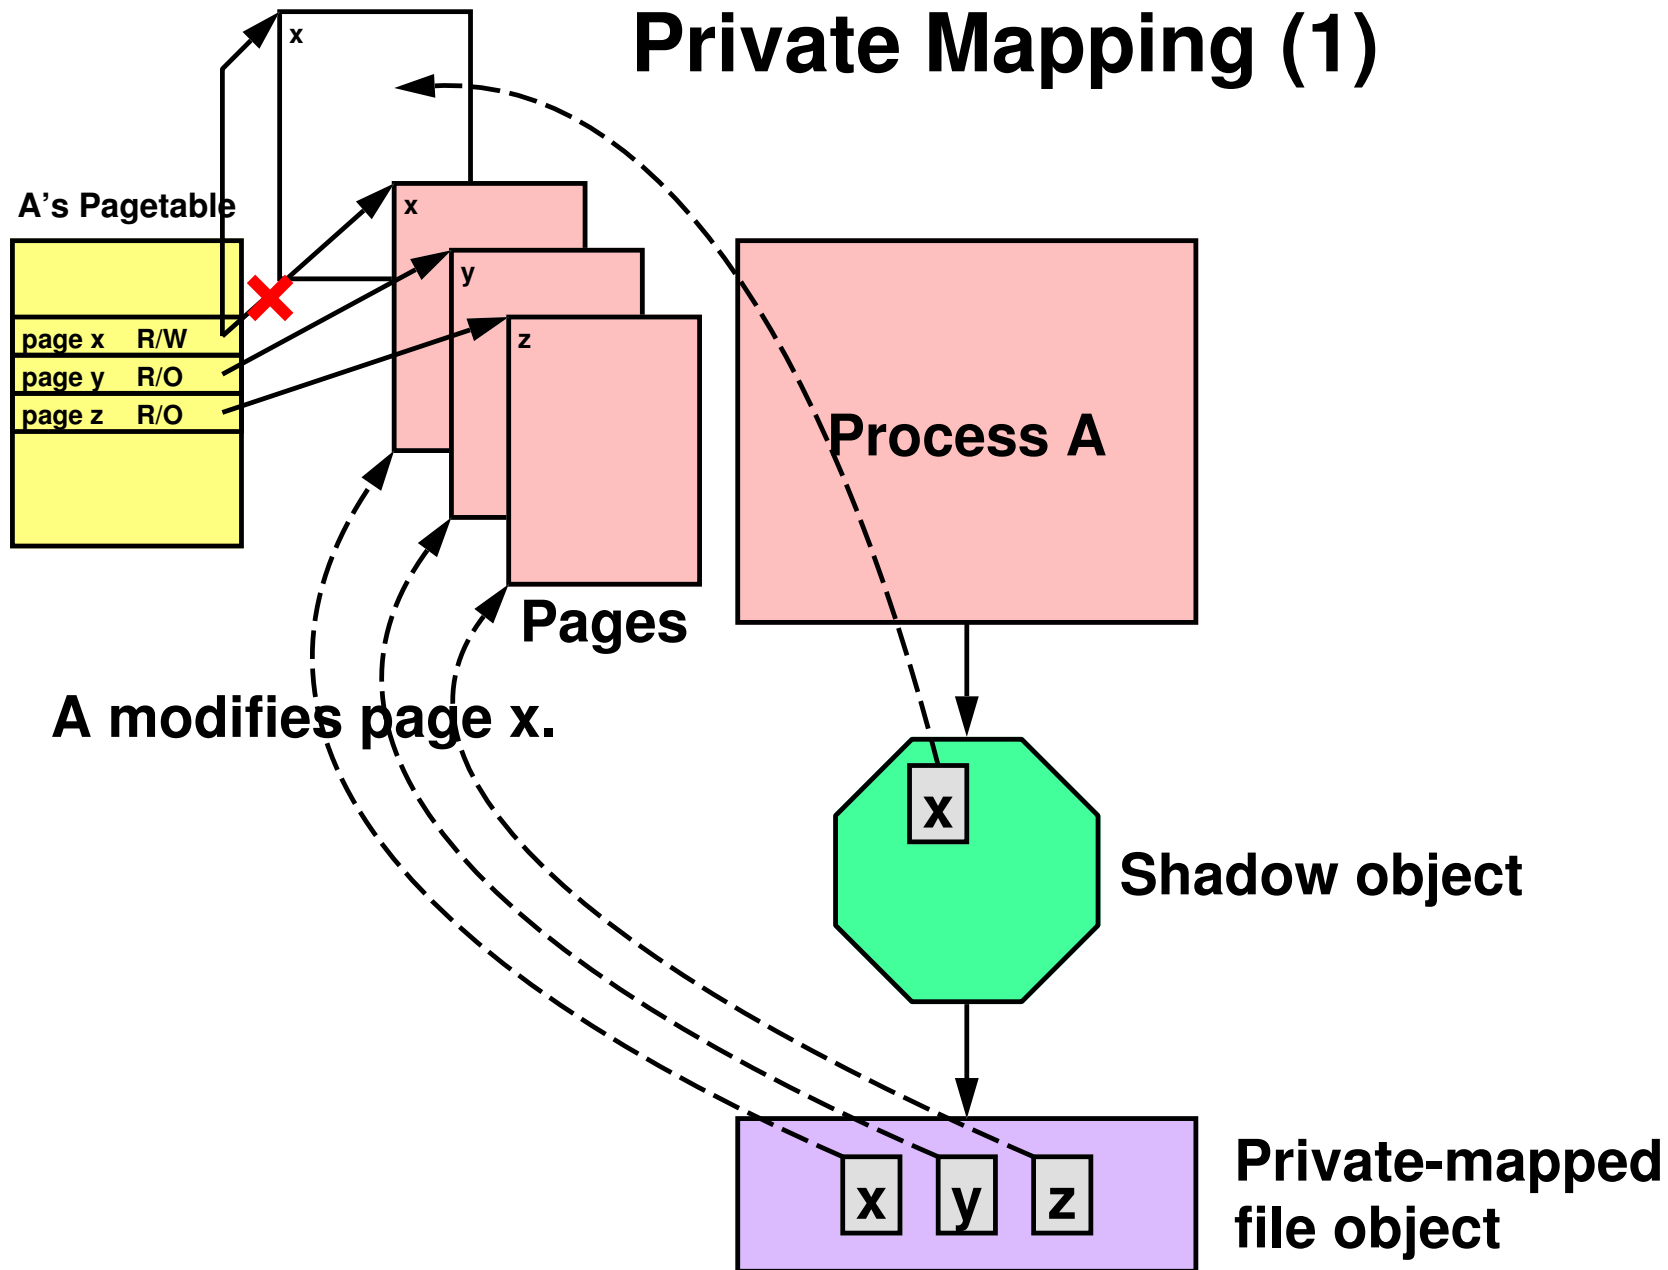 Private Mapping (1)
x
A's Pagetable
x
y
z
page x R/W
page y R/O
page z R/O
Process A
Pages
A modifies page x.
x
Shadow object
x y z
Private-mapped
file object